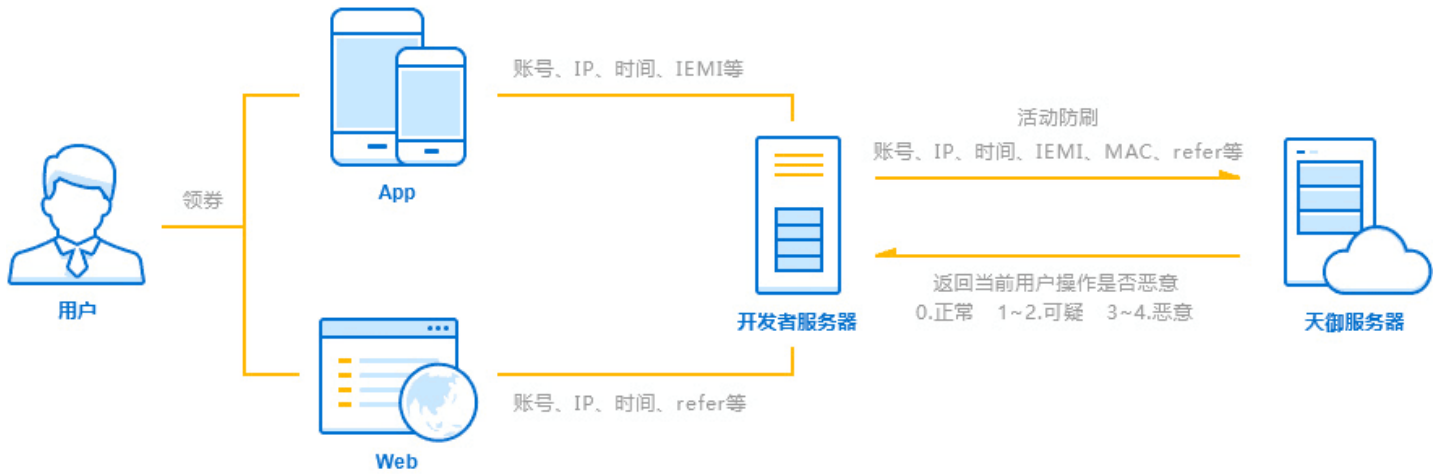 账号、IP、时间、IEMI等
活动防刷
账号、IP、时间、IEMI、MAC、refer等
App
领券
用户
返回当前用户操作是否恶意
0.正常 1~2.可疑 3~4.恶意
开发者服务器
天御服务器
账号、IP、时间、refer等
Web